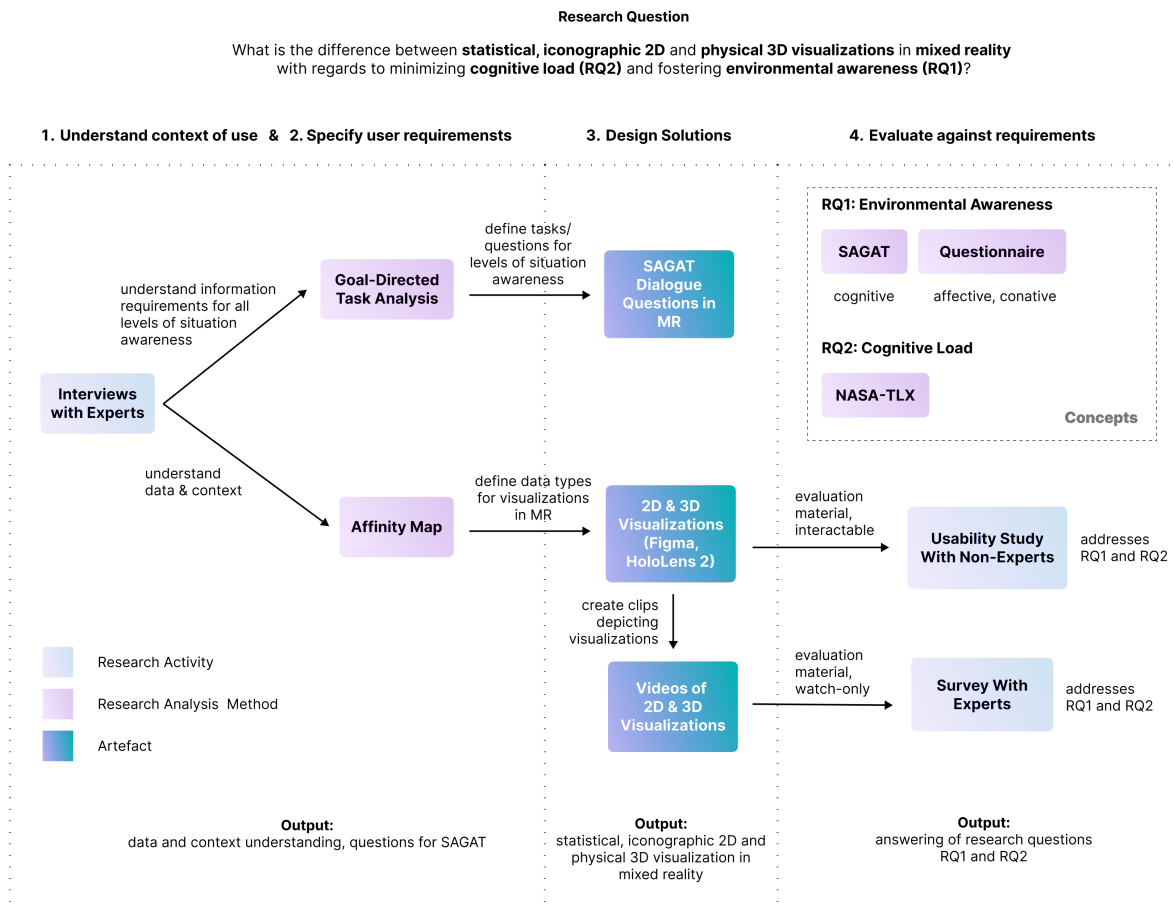 Research Question
What is the difference between statistical, iconographic 2D and physical 3D visualizations in mixed reality
with regards to minimizing cognitive load (RQ2) and fostering environmental awareness (RQ1)?
1. Understand context of use & 2. Specify user requiremensts
3. Design Solutions
4. Evaluate against requirements
Interviews
with Experts
understand information
requirements for all
levels of situation
awareness
understand
data & context
Goal-Directed
Task Analysis
Affinity Map
define tasks/
questions for
levels of situation
awareness
define data types
for visualizations
in MR
SAGAT
Dialogue
Questions in
MR
2D & 3D
Visualizations
(Figma,
HoloLens 2)
create clips
depicting
visualizations
Videos of
2D & 3D
Visualizations
RQ1: Environmental Awareness
SAGAT
Questionnaire
cognitive
affective, conative
RQ2: Cognitive Load
NASA-TLX
Concepts
evaluation
material,
interactable
Usability Study
With Non-Experts
addresses
RQ1 and RQ2
evaluation
material,
watch-only
Survey With
Experts
addresses
RQ1 and RQ2
Research Activity
Research Analysis Method
Artefact
Output:
data and context understanding, questions for SAGAT
Output:
statistical, iconographic 2D and
physical 3D visualization in
mixed reality
Output:
answering of research questions
RQ1 and RQ2